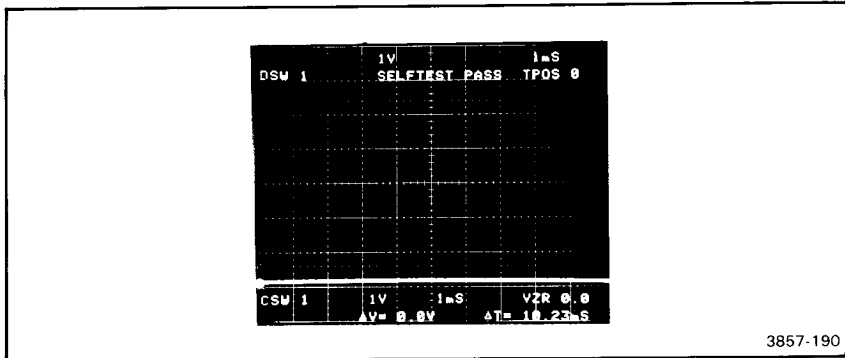 1V 1mS
DSW 1 SELFTEST PASS TPOS 0
CSW 1 1V 1mS VZR 0.0
ΔV= 0.0V ΔT= 10.23mS
3857-190